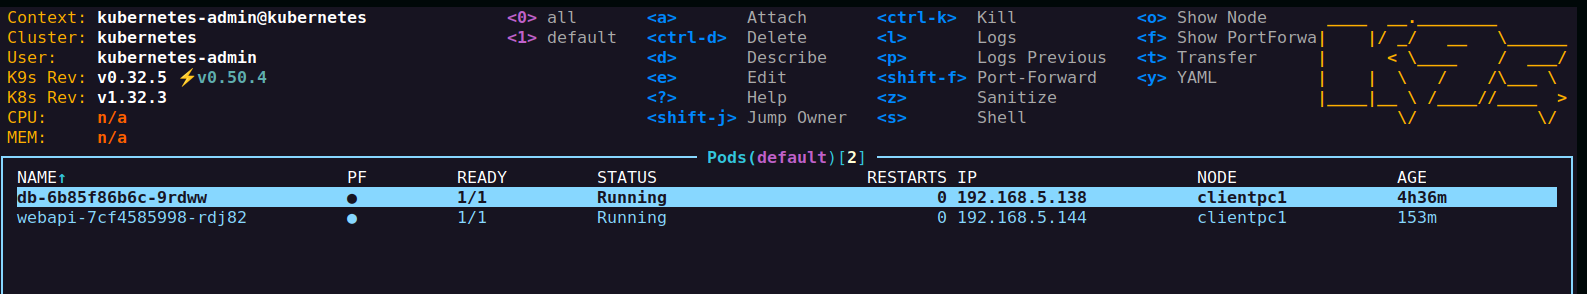 Context: kubernetes-admin@kubernetes <0> all <a> Attach <ctrl-k> Kill <o> Show Node
Cluster: kubernetes <1> default <ctrl-d> Delete <l> Logs <f> Show PortForwa
User: kubernetes-admin <d> Describe <p> Logs Previous <t> Transfer
K9s Rev: v0.32.5 ⚡v0.50.4 <e> Edit <shift-f> Port-Forward <y> YAML
K8s Rev: v1.32.3 <?> Help <z> Sanitize
CPU: n/a <shift-j> Jump Owner <s> Shell
MEM: n/a
Pods(default)[2]
NAME↑ PF READY STATUS RESTARTS IP NODE AGE
db-6b85f86b6c-9rdww ● 1/1 Running 0 192.168.5.138 clientpc1 4h36m
webapi-7cf4585998-rdj82 ● 1/1 Running 0 192.168.5.144 clientpc1 153m